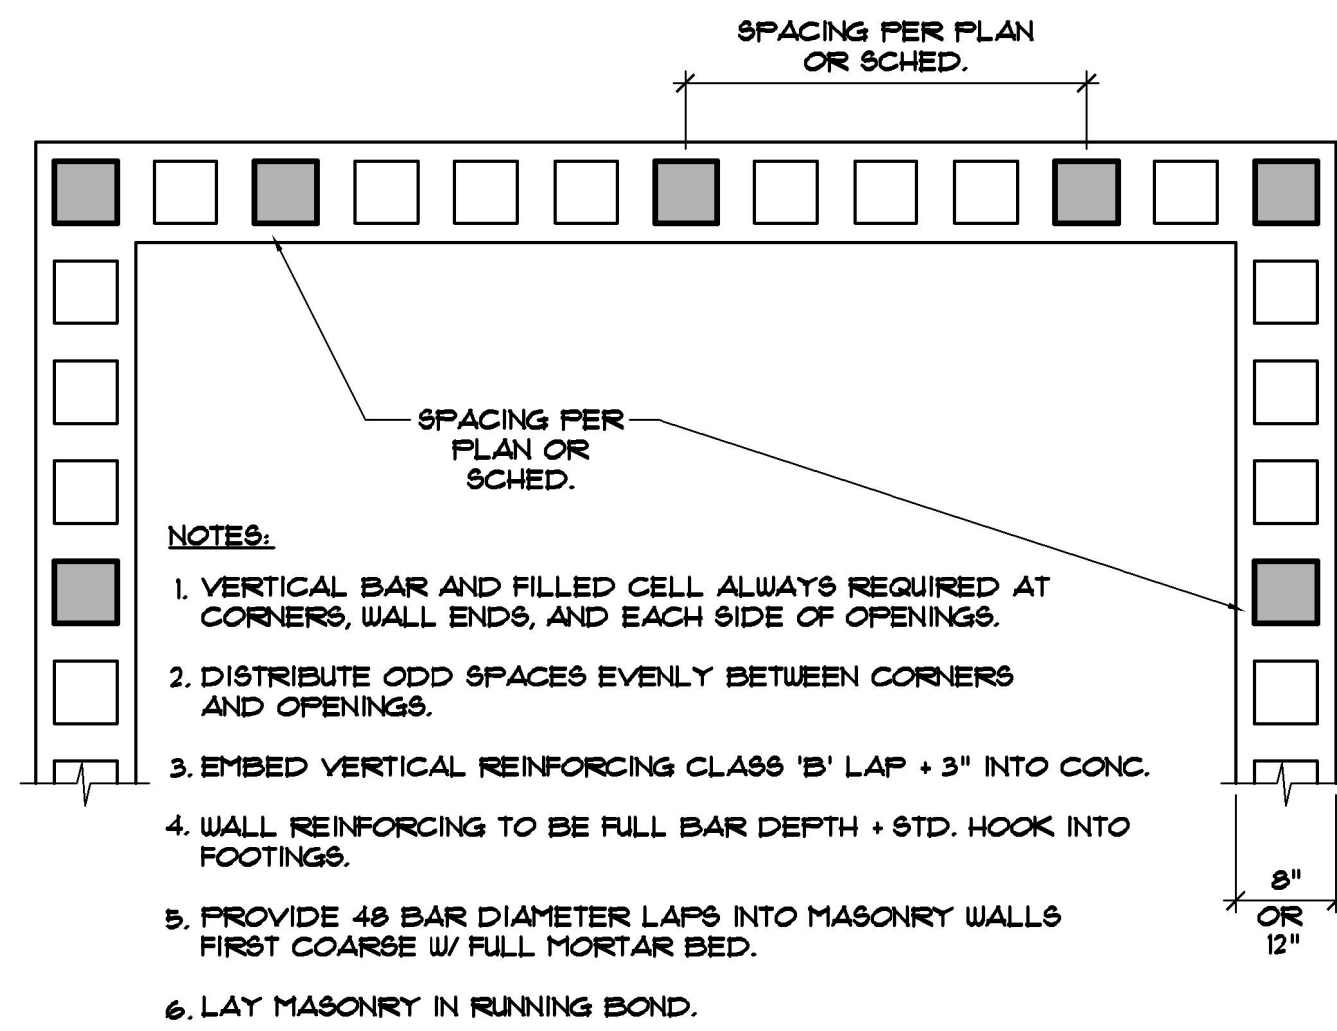 SPACING PER PLAN
OR SCHED.
SPACING PER
PLAN OR
SCHED.
NOTES:
1. VERTICAL BAR AND FILLED CELL ALWAYS REQUIRED AT
CORNERS, WALL ENDS, AND EACH SIDE OF OPENINGS.
2. DISTRIBUTE ODD SPACES EVENLY BETWEEN CORNERS
AND OPENINGS.
3. EMBED VERTICAL REINFORCING CLASS 'B' LAP + 3" INTO CONC.
4. WALL REINFORCING TO BE FULL BAR DEPTH + STD. HOOK INTO
FOOTINGS.
5. PROVIDE 48 BAR DIAMETER LAPS INTO MASONRY WALLS
FIRST COARSE W/ FULL MORTAR BED.
6. LAY MASONRY IN RUNNING BOND.
8"
OR
12"